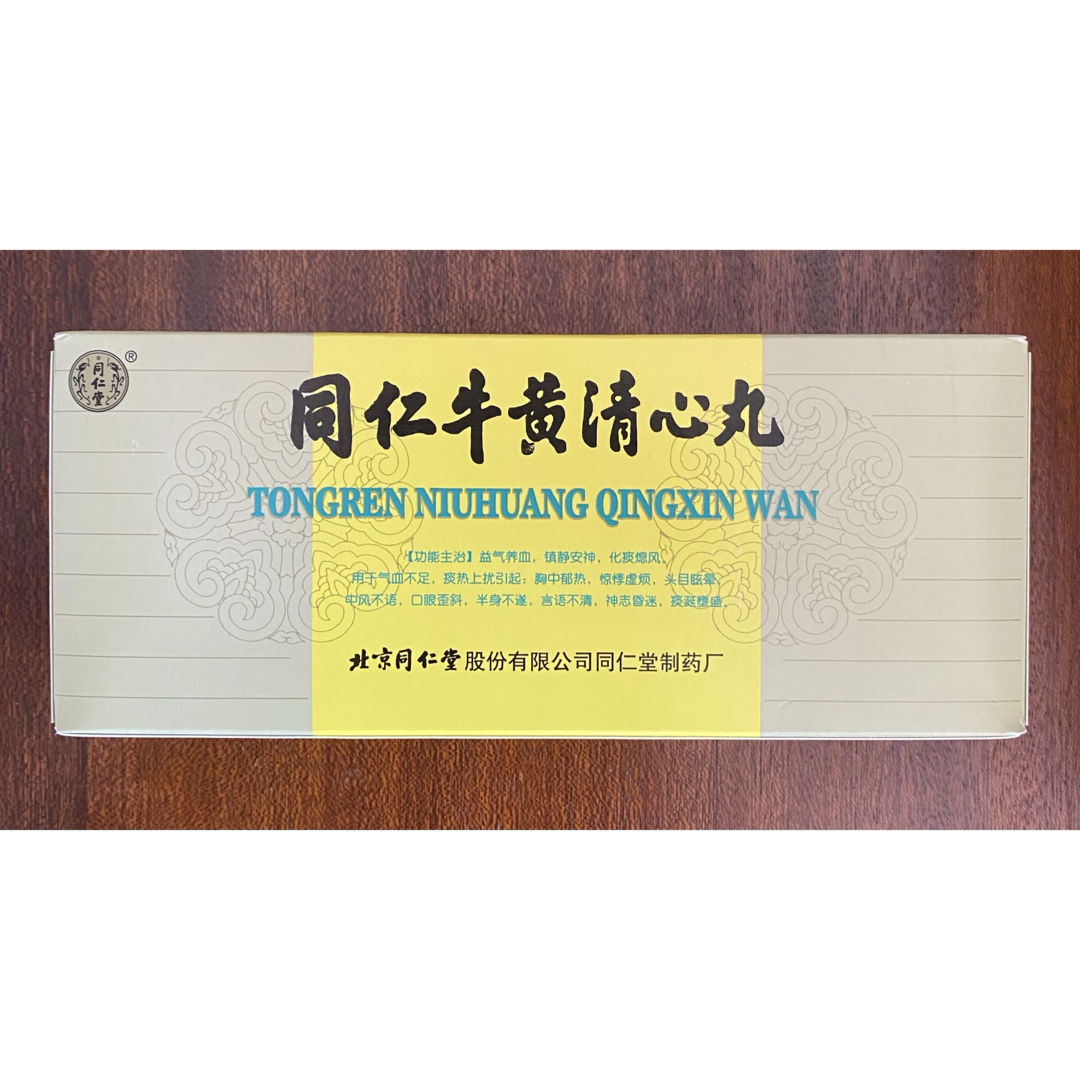 同仁堂
®
同仁牛黄清心丸
TONGREN NIUHUANG QINGXIN WAN
【功能主治】益气养血，镇静安神，化痰熄风。
用于气血不足，痰热上扰引起：胸中郁热，惊悸虚烦，头目眩晕，
中风不语，口眼歪斜，半身不遂，言语不清，神志昏迷，痰涎壅盛。
北京同仁堂股份有限公司同仁堂制药厂